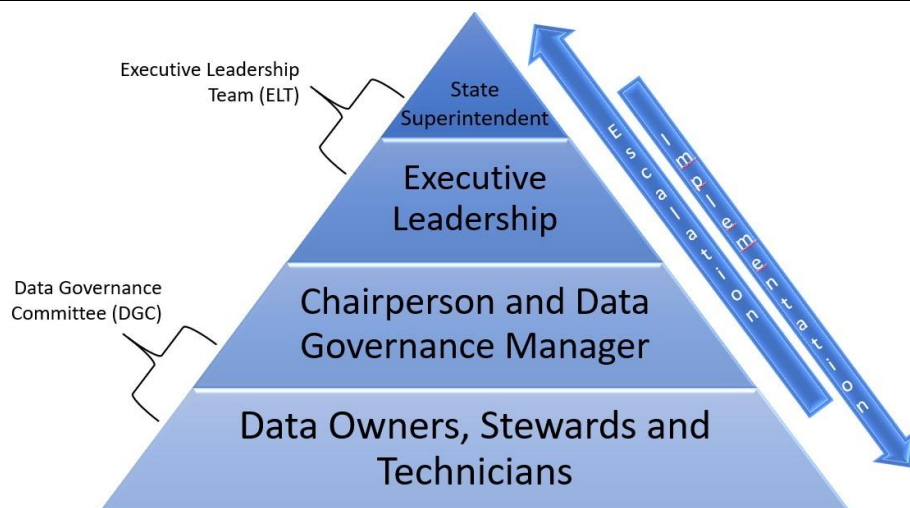 Executive Leadership
Team (ELT)
State
Superintendent
Executive
Leadership
Data Governance
Committee (DGC)
Chairperson and Data
Governance Manager
Data Owners, Stewards and
Technicians
Escalation
Implementation